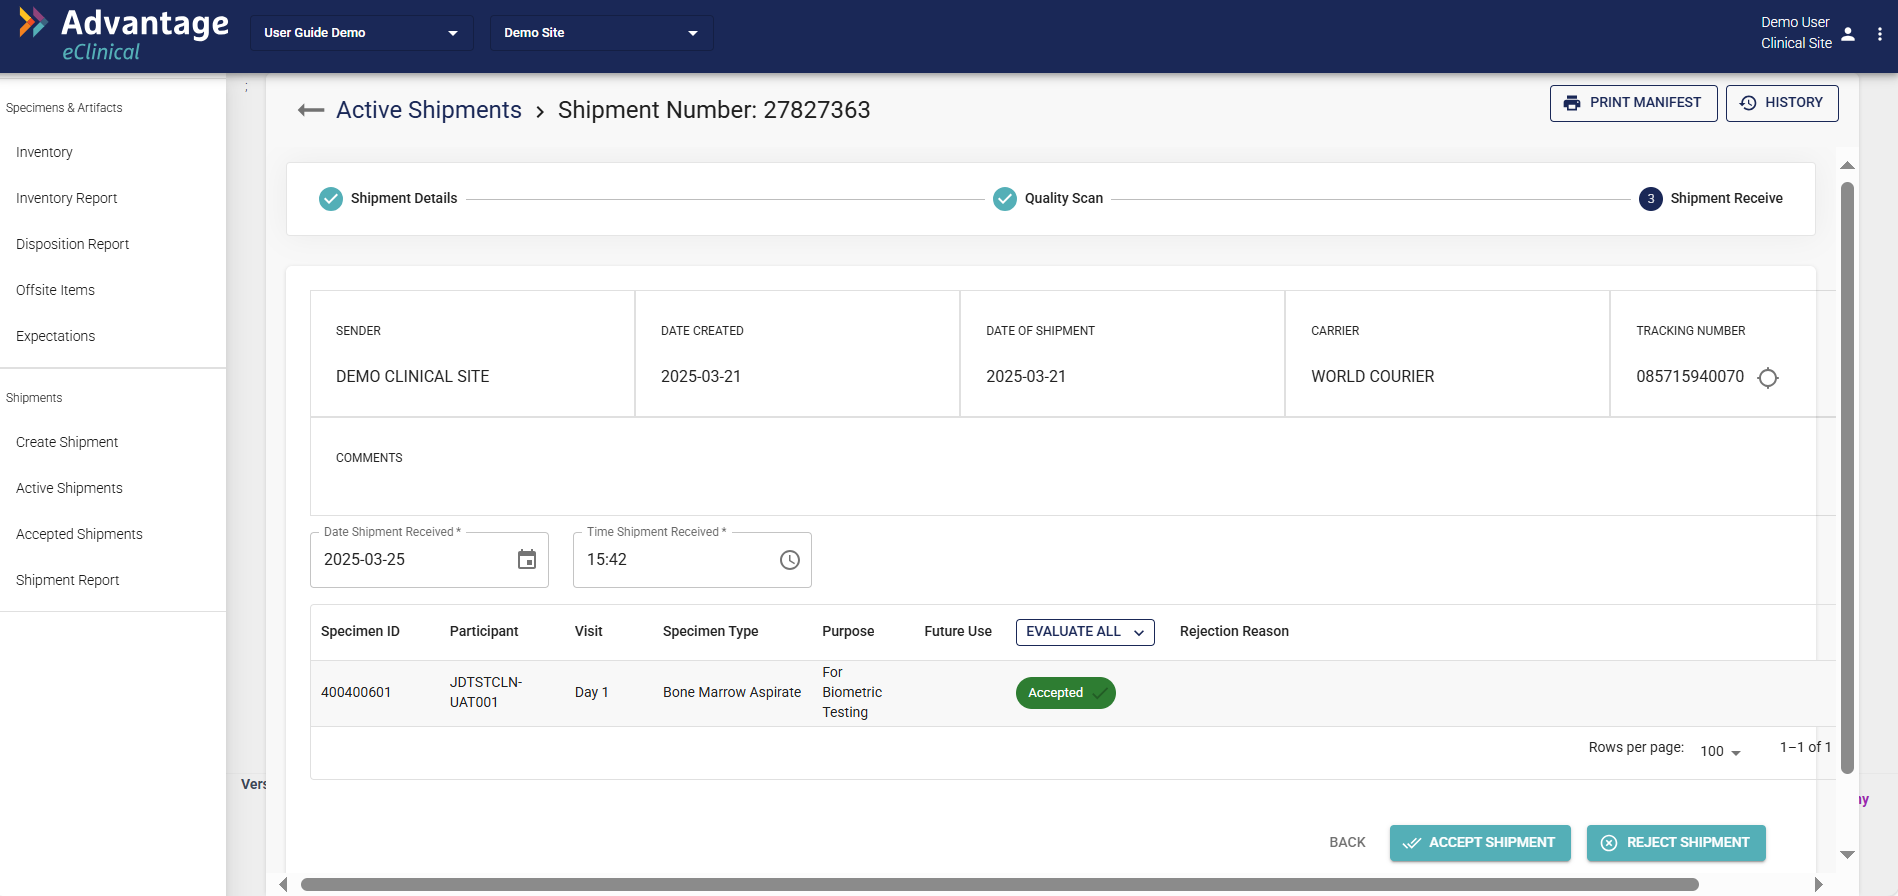 Advantage
eClinical
User Guide Demo
Demo Site
Demo User
Clinical Site
Specimens & Artifacts
Inventory
Inventory Report
Disposition Report
Offsite Items
Expectations
Shipments
Create Shipment
Active Shipments
Accepted Shipments
Shipment Report
;
Active Shipments › Shipment Number: 27827363
PRINT MANIFEST
HISTORY
Shipment Details
Quality Scan
3 Shipment Receive
SENDER
DEMO CLINICAL SITE
DATE CREATED
2025-03-21
DATE OF SHIPMENT
2025-03-21
CARRIER
WORLD COURIER
TRACKING NUMBER
085715940070
COMMENTS
Date Shipment Received *
2025-03-25
Time Shipment Received *
15:42
Specimen ID Participant Visit Specimen Type Purpose Future Use EVALUATE ALL Rejection Reason
400400601
JDTSTCLN-
UAT001
Day 1
Bone Marrow Aspirate
For
Biometric
Testing
Accepted
Rows per page: 100 1–1 of 1
Vers
ny
BACK
ACCEPT SHIPMENT
REJECT SHIPMENT